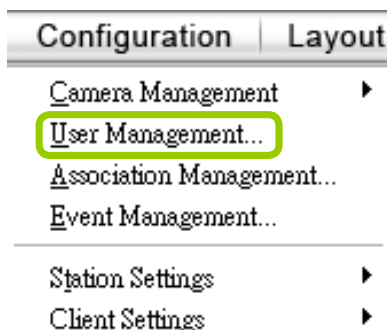 Configuration Layout
Camera Management
User Management...
Association Management...
Event Management...
Station Settings
Client Settings